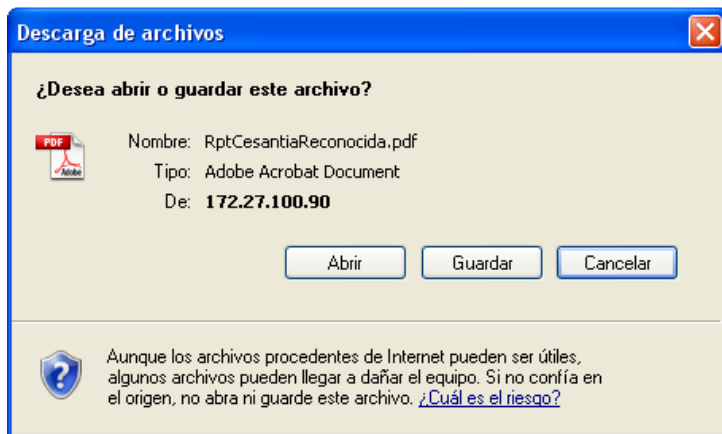 Descarga de archivos
¿Desea abrir o guardar este archivo?
PDF
Adobe
Nombre: RptCesantiaReconocida.pdf
Tipo: Adobe Acrobat Document
De: 172.27.100.90
Abrir Guardar Cancelar
Aunque los archivos procedentes de Internet pueden ser útiles,
algunos archivos pueden llegar a dañar el equipo. Si no confía en
el origen, no abra ni guarde este archivo. ¿Cuál es el riesgo?